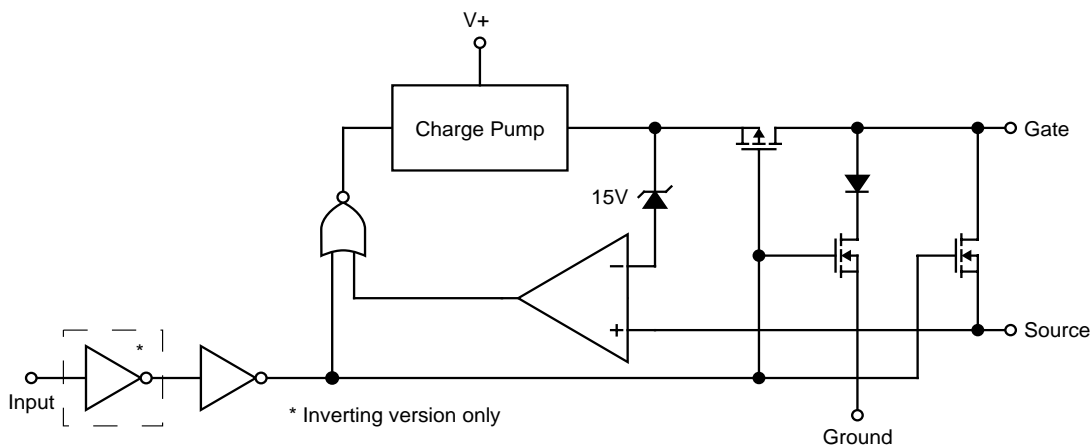 V+
Charge Pump
Gate
15V
Source
*
Input
* Inverting version only
Ground